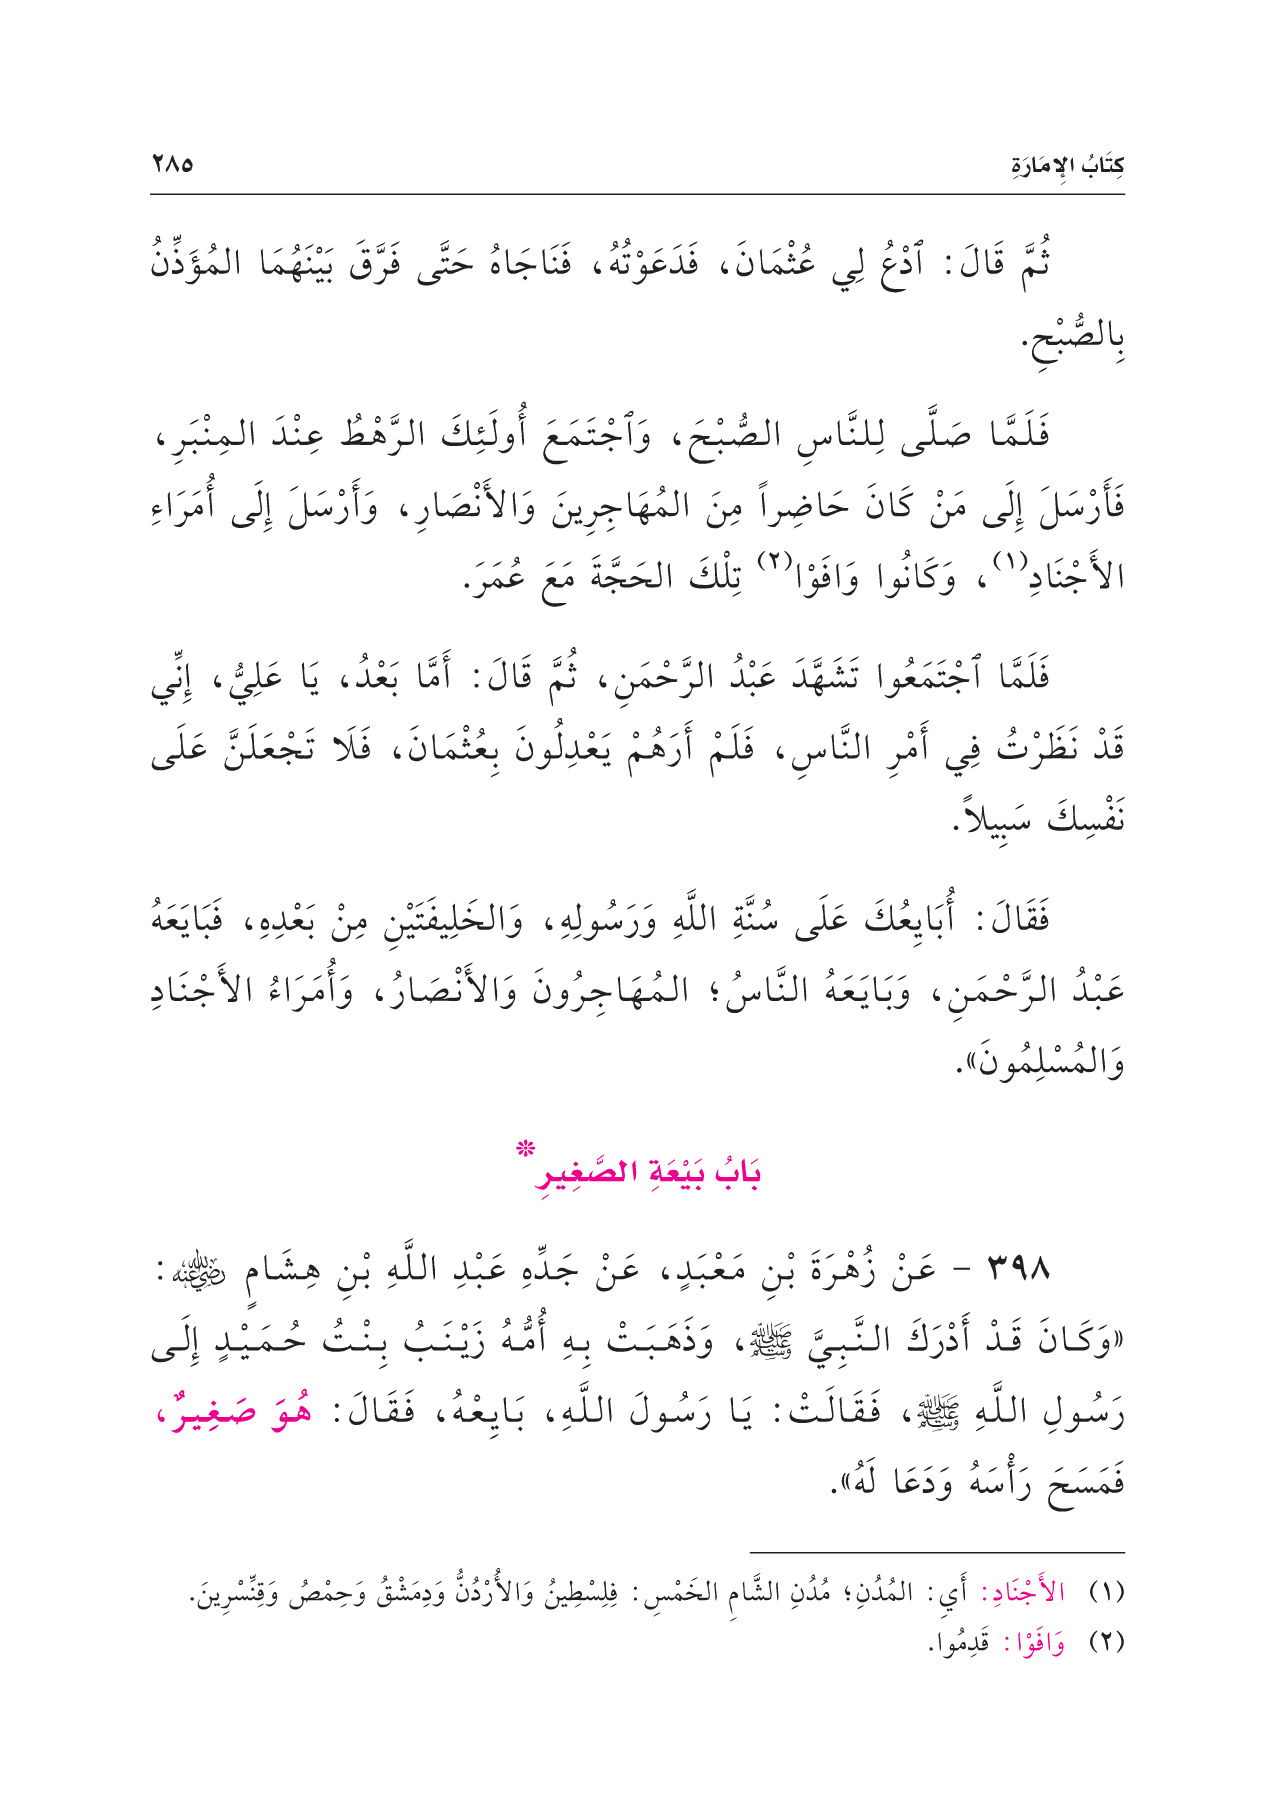 كِتَابُ الإِمَارَةِ ٢٨٥
ثُمَّ قَالَ: ٱدْعُ لِي عُثْمَانَ، فَدَعَوْتُهُ، فَنَاجَاهُ حَتَّى فَرَّقَ بَيْنَهُمَا المُؤَذِّنُ
بِالصُّبْحِ.
فَلَمَّا صَلَّى لِلنَّاسِ الصُّبْحَ، وَٱجْتَمَعَ أُولَئِكَ الرَّهْطُ عِنْدَ المِنْبَرِ،
فَأَرْسَلَ إِلَى مَنْ كَانَ حَاضِراً مِنَ المُهَاجِرِينَ وَالأَنْصَارِ، وَأَرْسَلَ إِلَى أُمَرَاءِ
الأَجْنَادِ(١)، وَكَانُوا وَافَوْا(٢) تِلْكَ الحَجَّةَ مَعَ عُمَرَ.
فَلَمَّا ٱجْتَمَعُوا تَشَهَّدَ عَبْدُ الرَّحْمَنِ، ثُمَّ قَالَ: أَمَّا بَعْدُ، يَا عَلِيُّ، إِنِّي
قَدْ نَظَرْتُ فِي أَمْرِ النَّاسِ، فَلَمْ أَرَهُمْ يَعْدِلُونَ بِعُثْمَانَ، فَلَا تَجْعَلَنَّ عَلَى
نَفْسِكَ سَبِيلاً.
فَقَالَ: أُبَايِعُكَ عَلَى سُنَّةِ اللَّهِ وَرَسُولِهِ، وَالخَلِيفَتَيْنِ مِنْ بَعْدِهِ، فَبَايَعَهُ
عَبْدُ الرَّحْمَنِ، وَبَايَعَهُ النَّاسُ؛ المُهَاجِرُونَ وَالأَنْصَارُ، وَأُمَرَاءُ الأَجْنَادِ
وَالمُسْلِمُونَ».
بَابُ بَيْعَةِ الصَّغِيرِ*
٣٩٨ - عَنْ زُهْرَةَ بْنِ مَعْبَدٍ، عَنْ جَدِّهِ عَبْدِ اللَّهِ بْنِ هِشَامٍ رضي الله عنه:
«وَكَانَ قَدْ أَدْرَكَ النَّبِيَّ ﷺ، وَذَهَبَتْ بِهِ أُمُّهُ زَيْنَبُ بِنْتُ حُمَيْدٍ إِلَى
رَسُولِ اللَّهِ ﷺ، فَقَالَتْ: يَا رَسُولَ اللَّهِ، بَايِعْهُ، فَقَالَ: هُوَ صَغِيرٌ،
فَمَسَحَ رَأْسَهُ وَدَعَا لَهُ».
(١) الأَجْنَادِ: أَيِ: المُدُنِ؛ مُدُنِ الشَّامِ الخَمْسِ: فِلِسْطِينُ وَالأُرْدُنُّ وَدِمَشْقُ وَحِمْصُ وَقِنِّسْرِينَ.
(٢) وَافَوْا: قَدِمُوا.